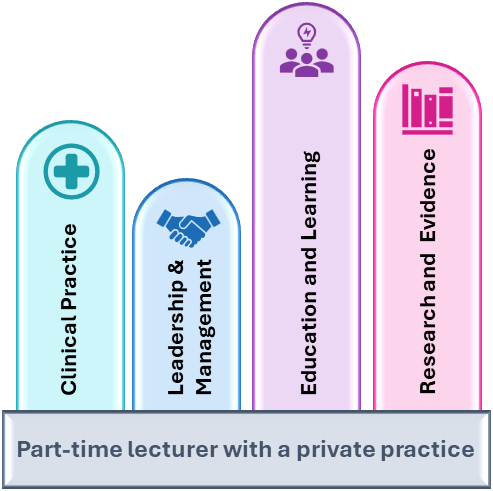 Clinical Practice
Leadership &
Management
Education and Learning
Research and Evidence
Part-time lecturer with a private practice